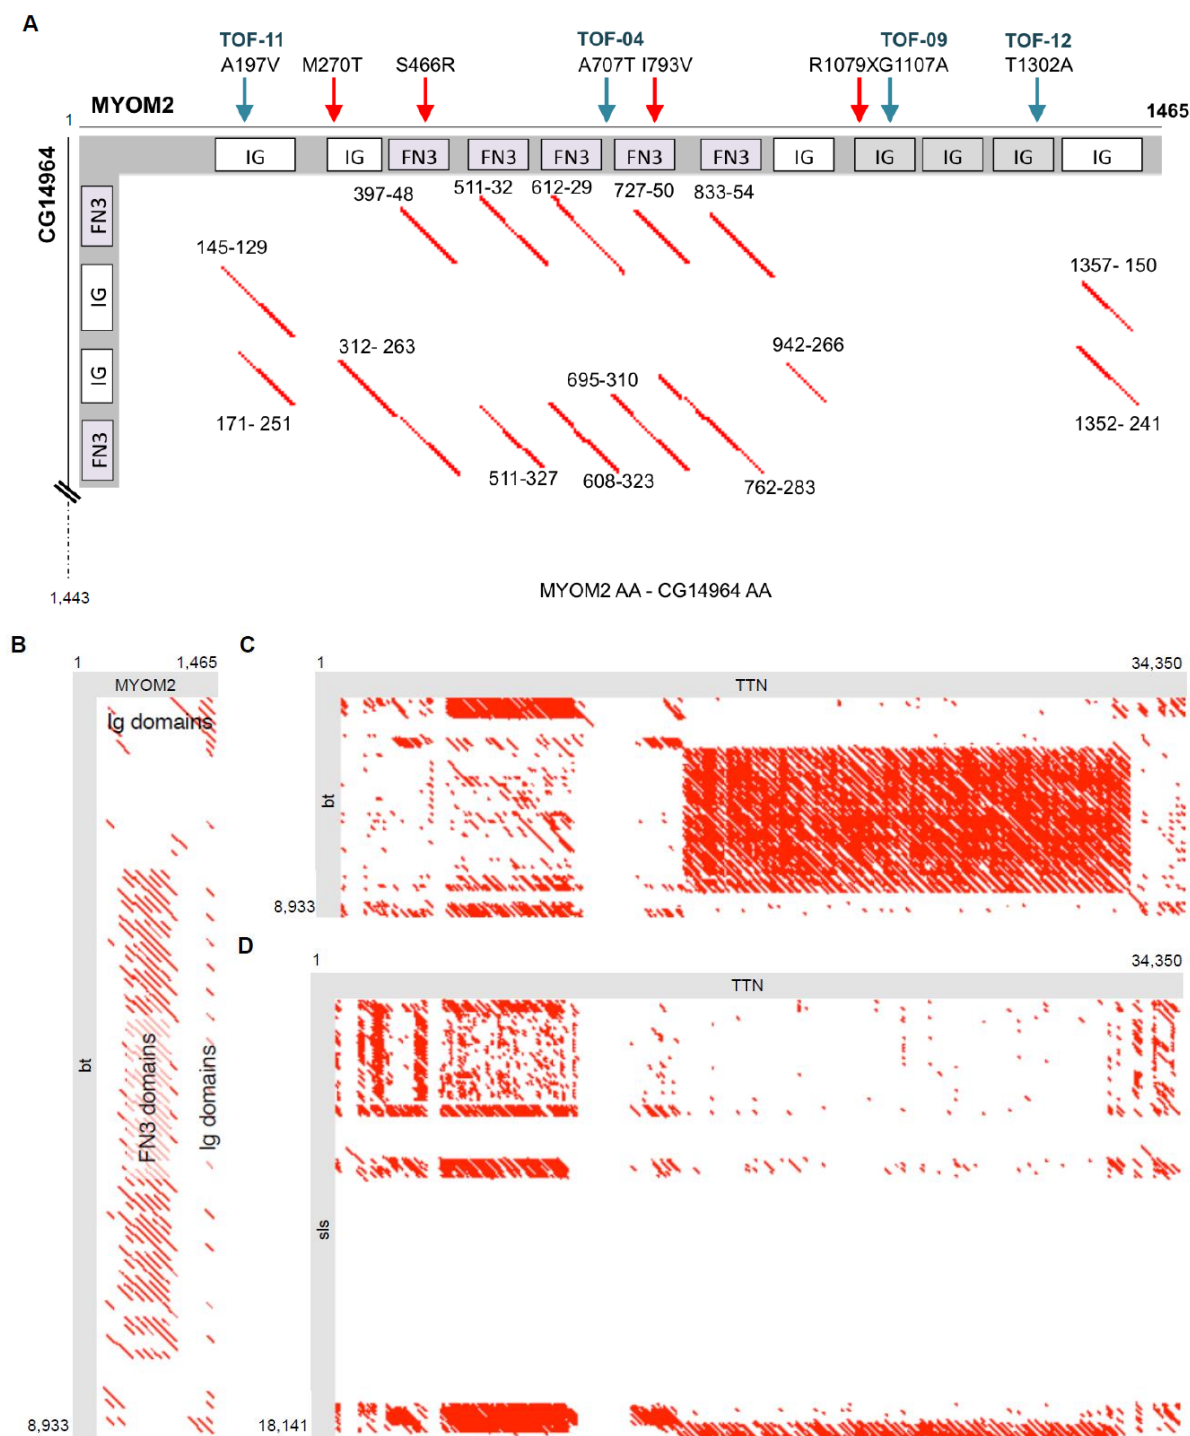 A
TOF-11 TOF-04 TOF-09 TOF-12
A197V M270T S466R A707T I793V R1079XG1107A T1302A
MYOM2
1 1465
IG IG FN3 FN3 FN3 FN3 FN3 IG IG IG IG IG
CG14964
FN3
IG
IG
FN3
397-48 511-32 612-29 727-50 833-54
145-129 1357- 150
312- 263 942-266
695-310
171- 251 1352- 241
511-327 608-323 762-283
1,443
MYOM2 AA - CG14964 AA
B
1 1,465
MYOM2
Ig domains
bt
FN3 domains
Ig domains
8,933
C
1 34,350
TTN
bt
8,933
D
1 34,350
TTN
sls
18,141